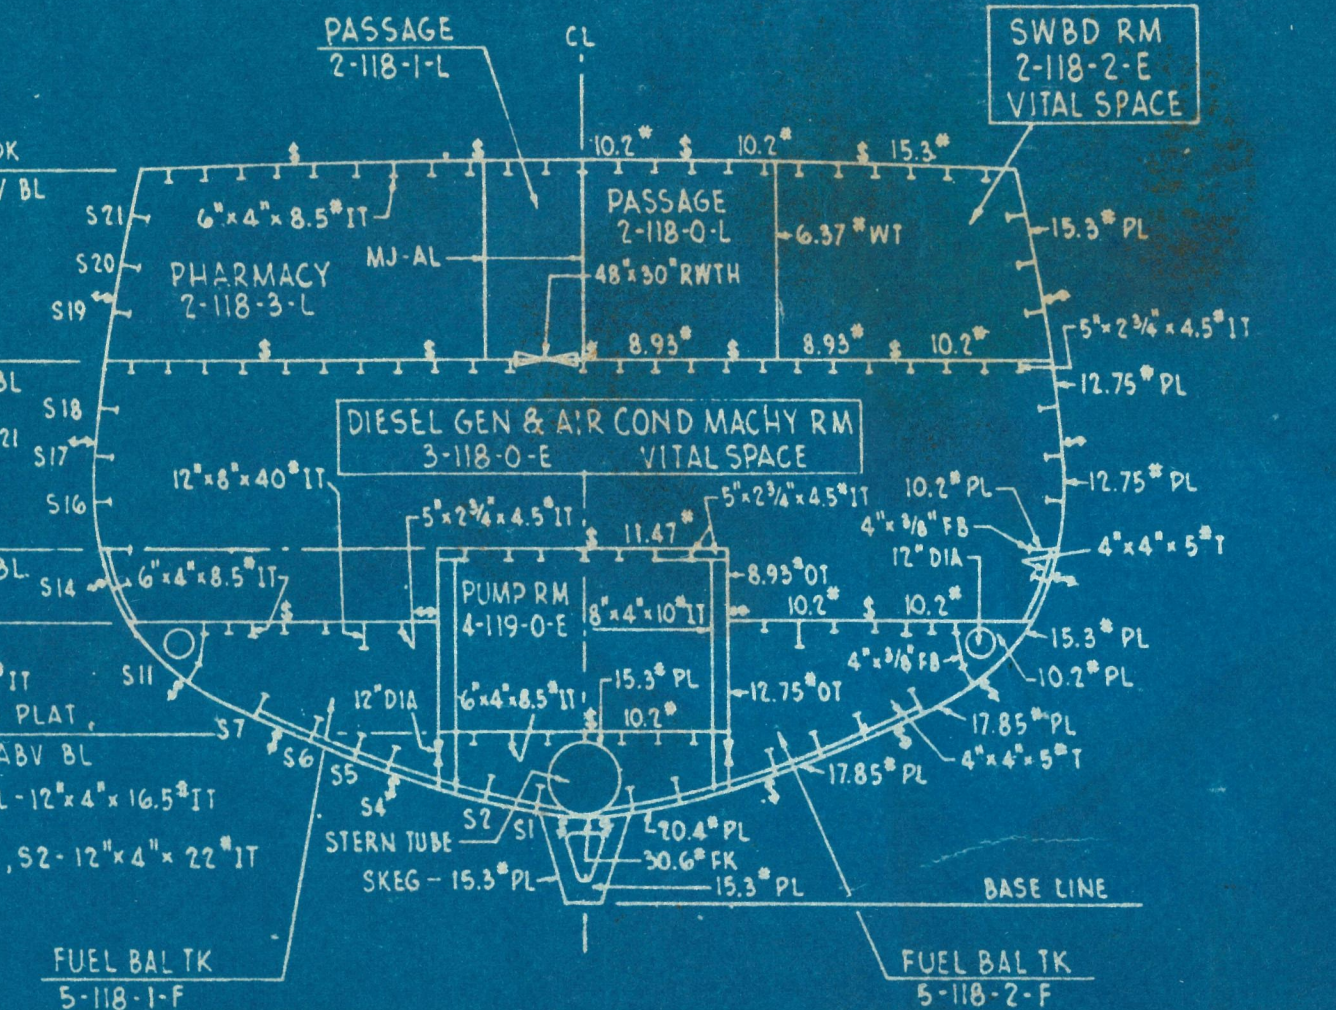 PASSAGE
2-118-1-L
CL
SWBD RM
2-118-2-E
VITAL SPACE
DK
BL
10.2#
10.2#
15.3#
S21
6"x4"x8.5#IT
PASSAGE
2-118-0-L
6.37#WT
15.3#PL
MJ-AL
S20
PHARMACY
2-118-3-L
48"x30"RWTH
S19
8.93#
8.93#
10.2#
5"x2¾"x4.5#IT
BL
12.75#PL
S18
21
DIESEL GEN & AIR COND MACHY RM
3-118-0-E VITAL SPACE
S17
12"x8"x40#IT
12.75#PL
S16
5"x2¾"x4.5#IT
10.2#PL
5"x2¾"x4.5#IT
11.47#
4"x3/8"FB
12"DIA
4"x4"x5#T
BL.
S14
6"x4"x8.5#IT
PUMP RM
4-119-0-E
8.93#OT
8"x4"x10#IT
10.2#
10.2#
15.3#PL
4"x3/8"FB
10.2#PL
S11
#IT
PLAT.
ABV BL
12"DIA
6"x4"x8.5#IT
15.3#PL
12.75#OT
10.2#
17.85#PL
4"x4"x5#T
S7
S6
S5
S4
17.85#PL
L-12"x4"x16.5#IT
S2
S1
20.4#PL
STERN TUBE
, S2-12"x4"x22#IT
30.6#FK
SKEG-15.3#PL
15.3#PL
BASE LINE
FUEL BAL TK
5-118-1-F
FUEL BAL TK
5-118-2-F